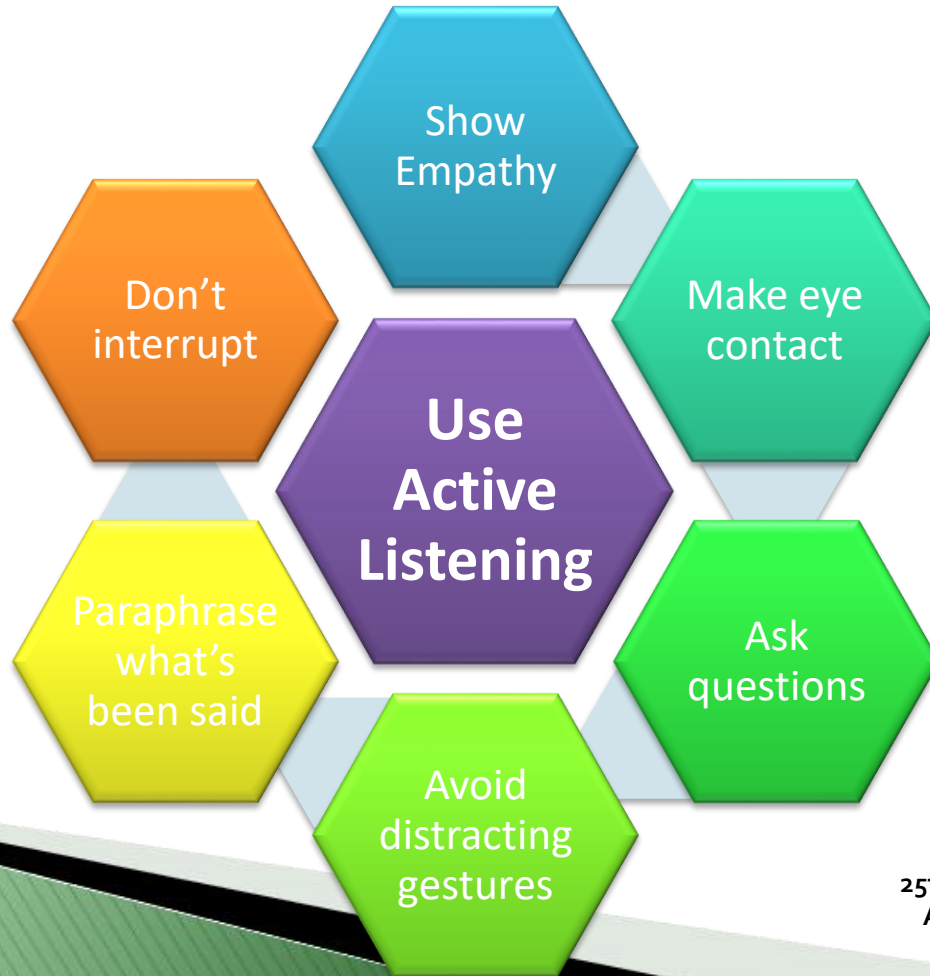 Show
Empathy
Make eye
contact
Ask
questions
Avoid
distracting
gestures
Paraphrase
what's
been said
Don't
interrupt
Use
Active
Listening